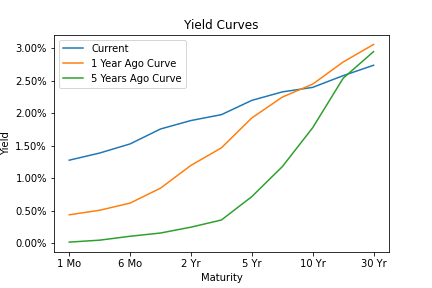 Yield Curves
Current
1 Year Ago Curve
5 Years Ago Curve
3.00%
2.50%
2.00%
1.50%
1.00%
0.50%
0.00%
Yield
1 Mo
6 Mo
2 Yr
5 Yr
10 Yr
30 Yr
Maturity